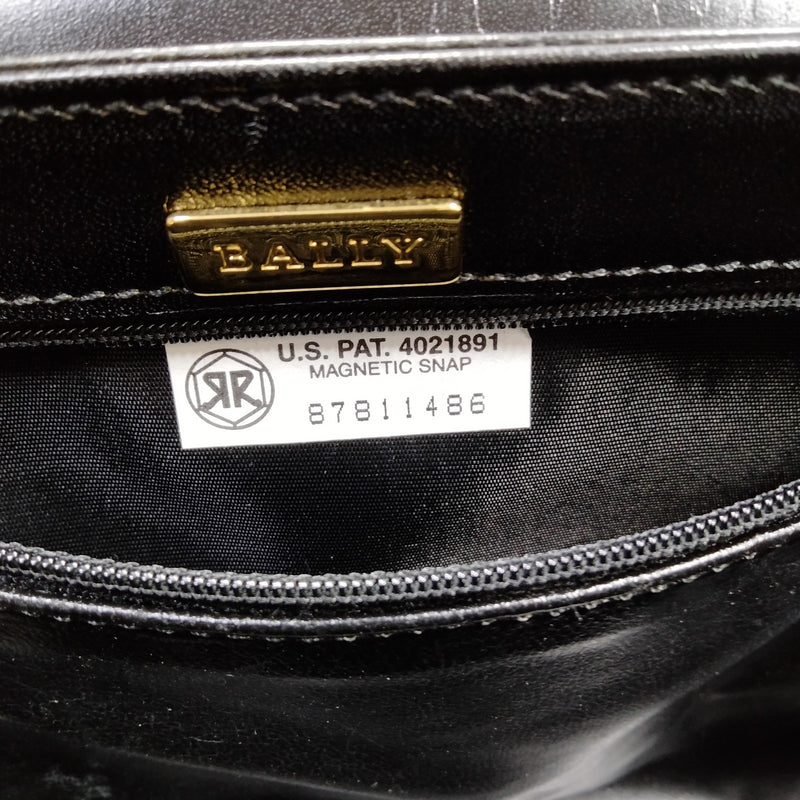 BALLY
U.S. PAT. 4021891
MAGNETIC SNAP
87811486